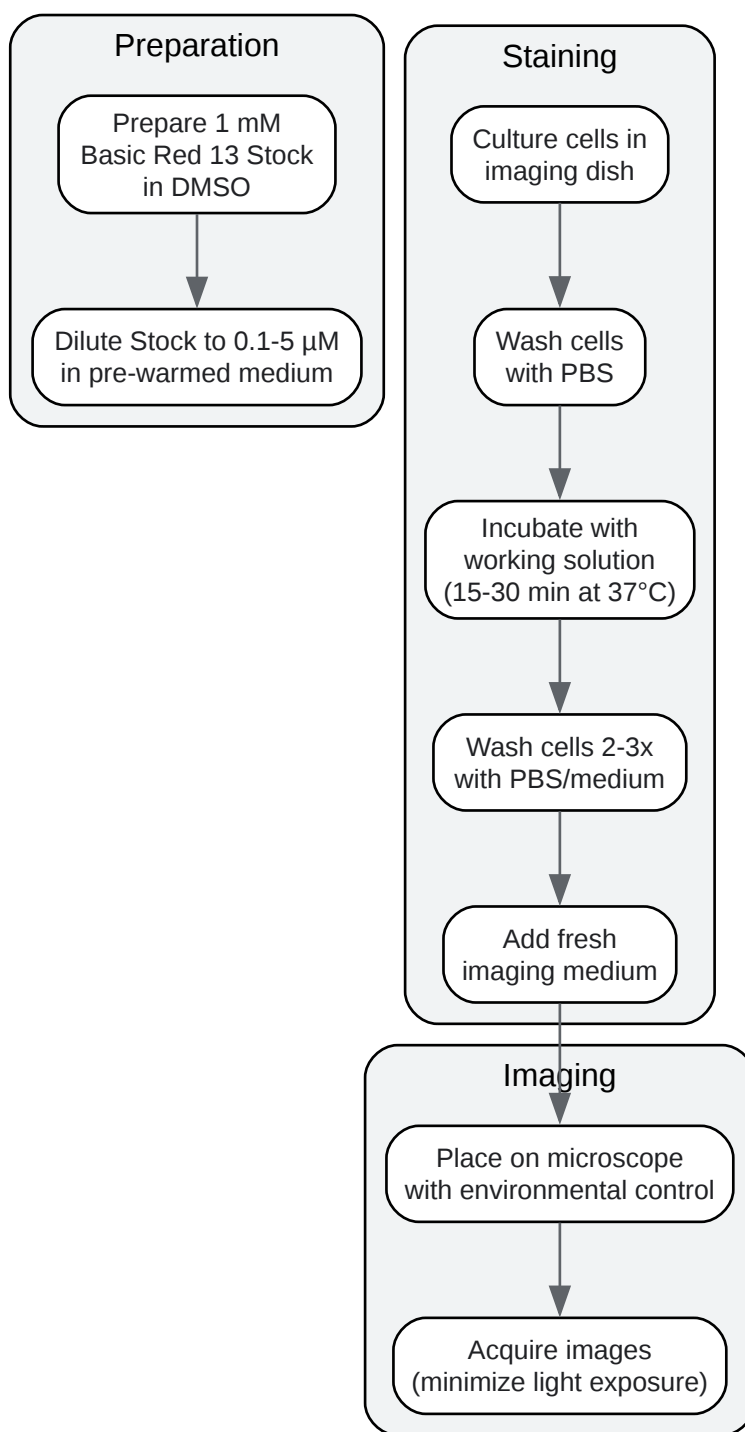 Preparation
Prepare 1 mM
Basic Red 13 Stock
in DMSO
Dilute Stock to 0.1-5 µM
in pre-warmed medium
Staining
Culture cells in
imaging dish
Wash cells
with PBS
Incubate with
working solution
(15-30 min at 37°C)
Wash cells 2-3x
with PBS/medium
Add fresh
imaging medium
Imaging
Place on microscope
with environmental control
Acquire images
(minimize light exposure)